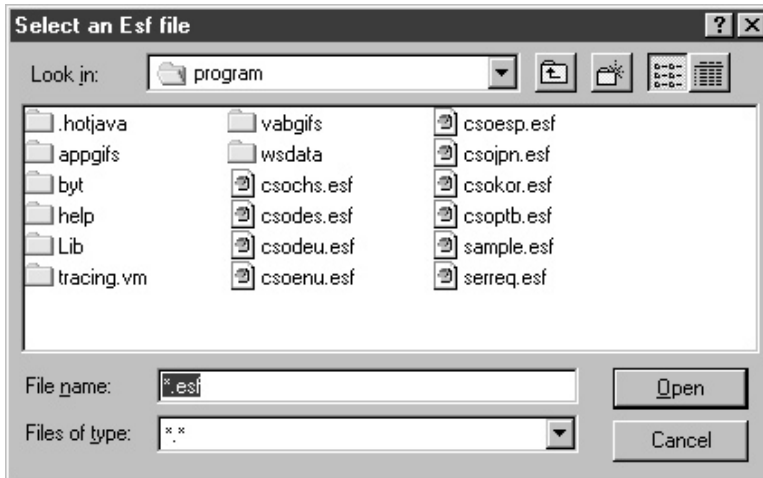 Select an Esf file
Look in: program
.hotjava vabgifs csoesp.esf
appgifs wsdata csojpn.esf
byt csochs.esf csokor.esf
help csodes.esf csoptb.esf
Lib csodeu.esf sample.esf
tracing.vm csoenu.esf serreq.esf
File name: *.esf Open
Files of type: *.* Cancel